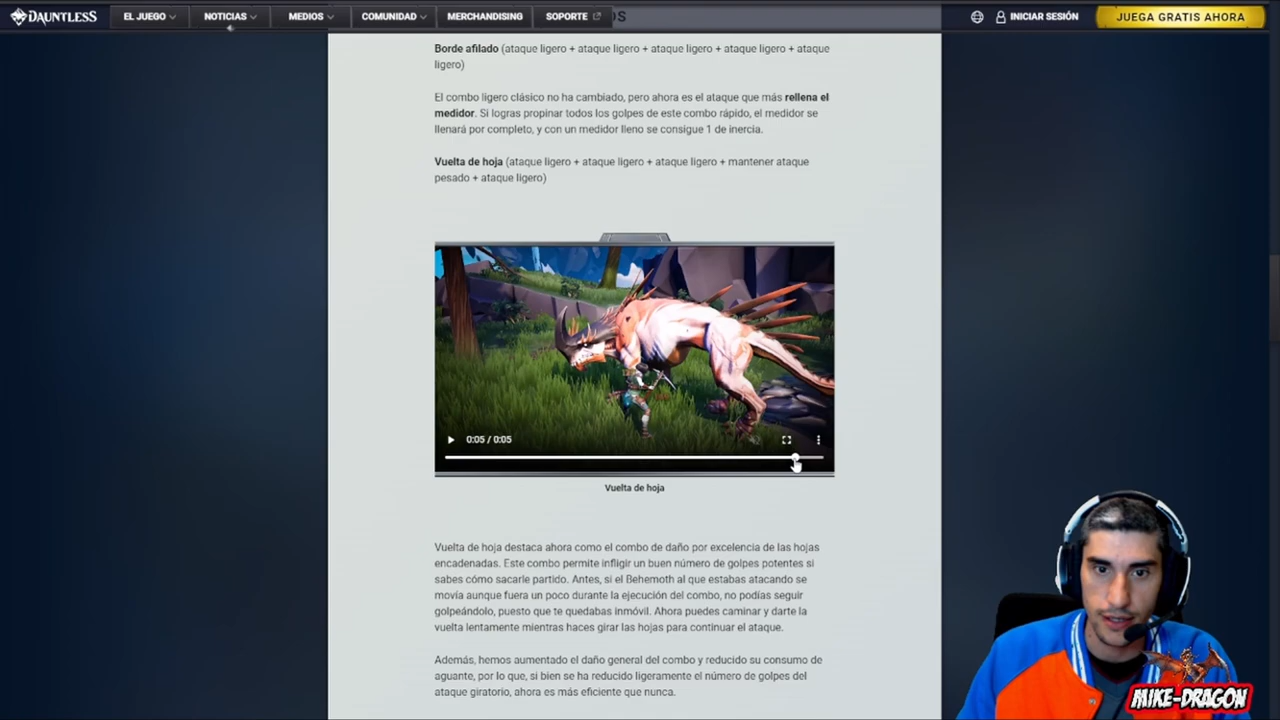 DAUNTLESS
EL JUEGO
NOTICIAS
MEDIOS
COMUNIDAD
MERCHANDISING
SOPORTE
INICIAR SESIÓN
JUEGA GRATIS AHORA
Borde afilado (ataque ligero + ataque ligero + ataque ligero + ataque ligero + ataque
ligero)
El combo ligero clásico no ha cambiado, pero ahora es el ataque que más rellena el
medidor. Si logras propinar todos los golpes de este combo rápido, el medidor se
llenará por completo, y con un medidor lleno se consigue 1 de inercia.
Vuelta de hoja (ataque ligero + ataque ligero + ataque ligero + mantener ataque
pesado + ataque ligero)
0:05 / 0:05
Vuelta de hoja
Vuelta de hoja destaca ahora como el combo de daño por excelencia de las hojas
encadenadas. Este combo permite infligir un buen número de golpes potentes si
sabes cómo sacarle partido. Antes, si el Behemoth al que estabas atacando se
movía aunque fuera un poco durante la ejecución del combo, no podías seguir
golpeándolo, puesto que te quedabas inmóvil. Ahora puedes caminar y darte la
vuelta lentamente mientras haces girar las hojas para continuar el ataque.
Además, hemos aumentado el daño general del combo y reducido su consumo de
aguante, por lo que, si bien se ha reducido ligeramente el número de golpes del
ataque giratorio, ahora es más eficiente que nunca.
MIKE-DRAGON